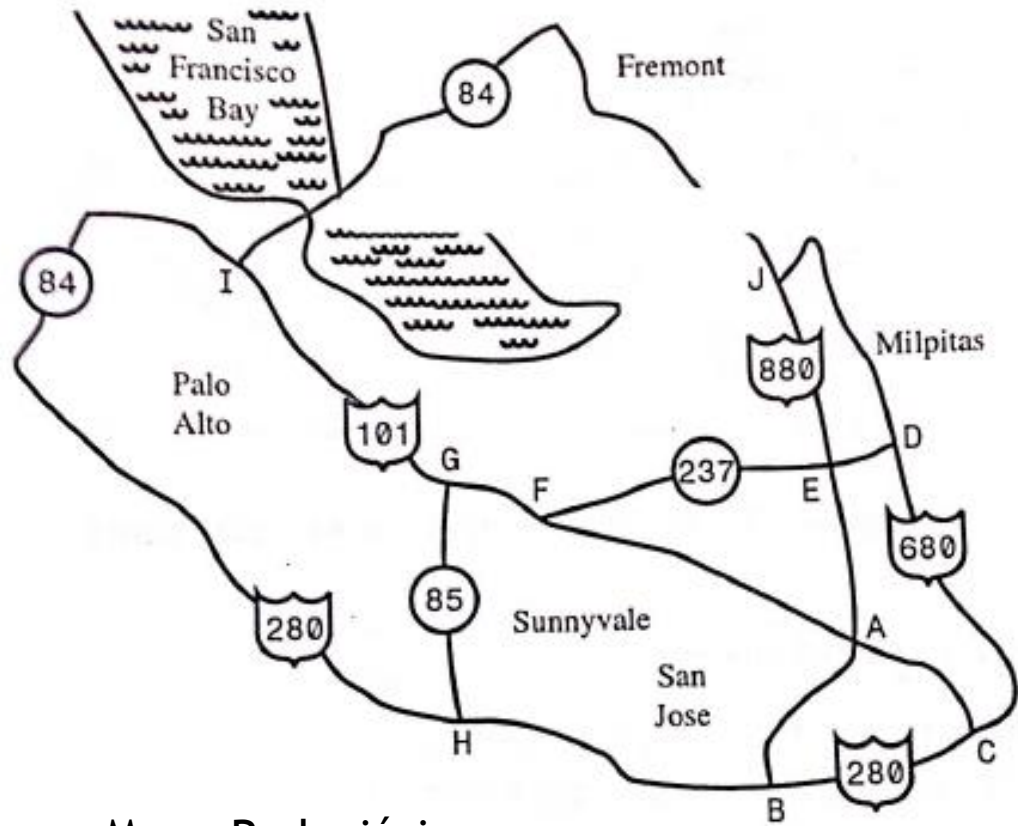 San
Francisco
Bay
84
Fremont
84
I
J
Milpitas
880
Palo
Alto
101
G
F
237
E
D
680
85
Sunnyvale
280
A
San
Jose
H
C
280
B